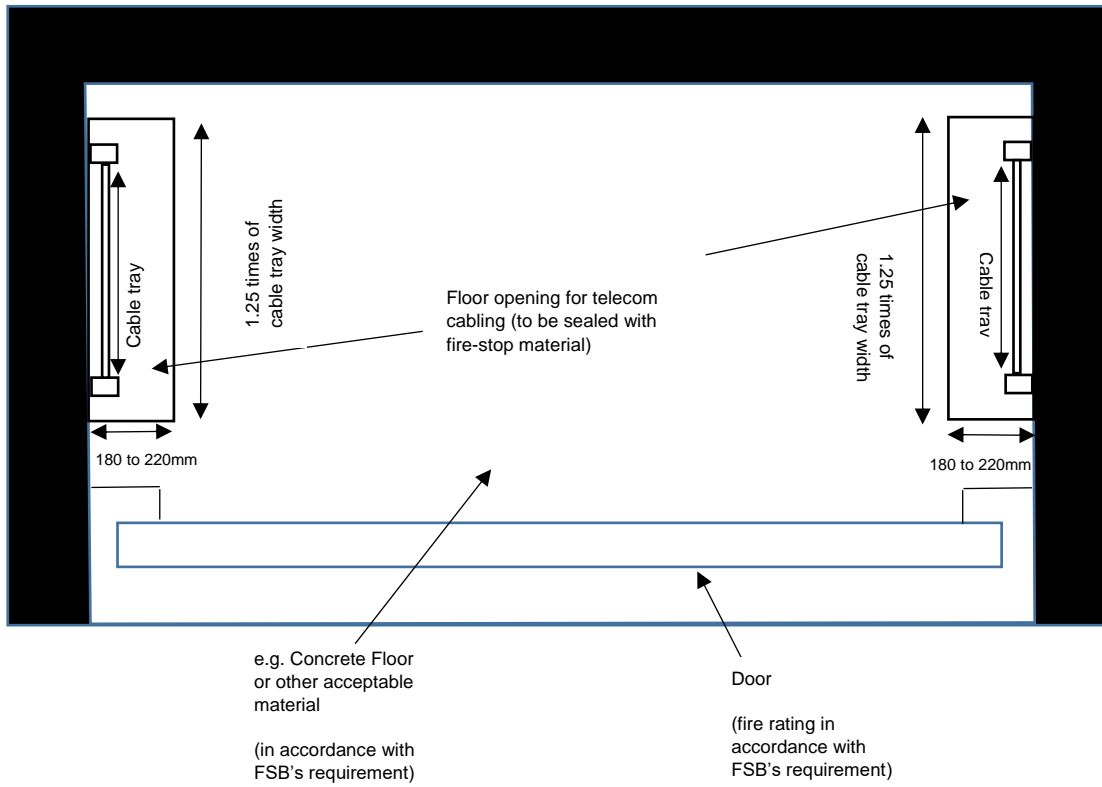 Cable tray
1.25 times of
cable tray width
Floor opening for telecom
cabling (to be sealed with
fire-stop material)
1.25 times of
cable tray width
Cable tray
180 to 220mm
180 to 220mm
e.g. Concrete Floor
or other acceptable
material
(in accordance with
FSB's requirement)
Door
(fire rating in
accordance with
FSB's requirement)